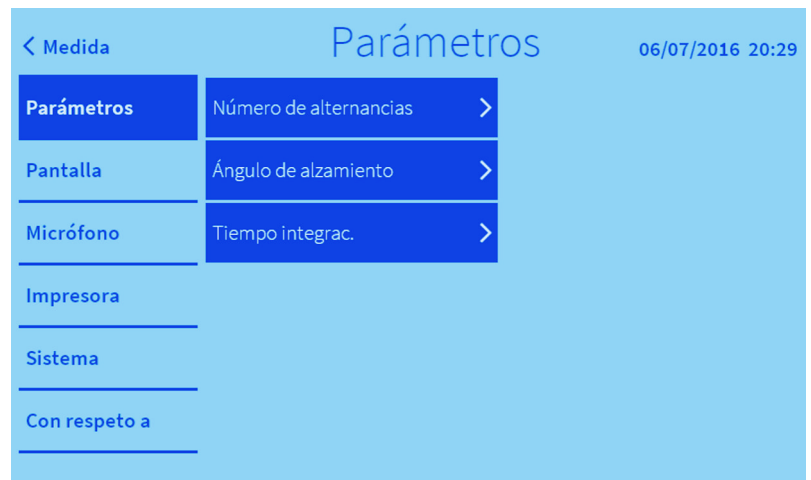 Medida
Parámetros
06/07/2016 20:29
Parámetros
Pantalla
Micrófono
Impresora
Sistema
Con respeto a
Número de alternancias
Ángulo de alzamiento
Tiempo integrac.